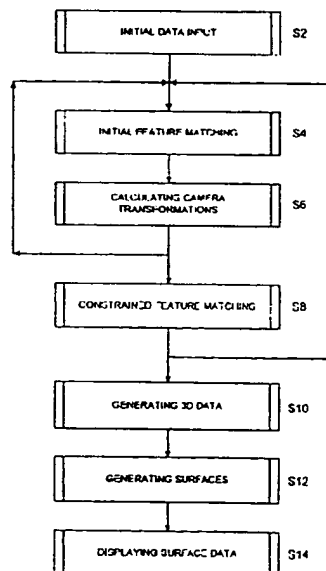 INITIAL DATA INPUT S2
INITIAL FEATURE MATCHING S4
CALCULATING CAMERA
TRANSFORMATIONS S6
CONSTRAINED FEATURE MATCHING S8
GENERATING 3D DATA S10
GENERATING SURFACES S12
DISPLAYING SURFACE DATA S14